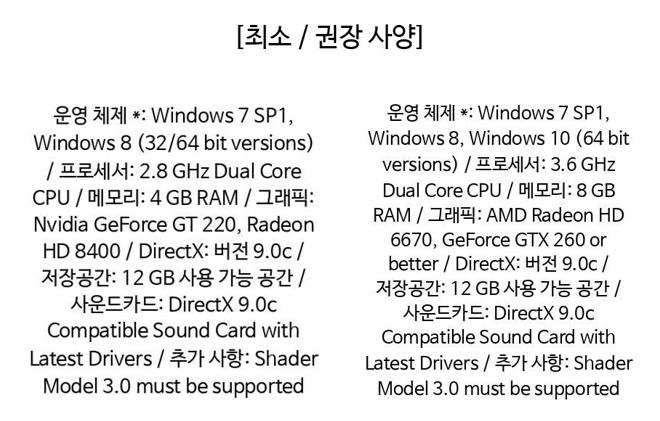 [최소 / 권장 사양]
운영 체제 *: Windows 7 SP1,
Windows 8 (32/64 bit versions)
/ 프로세서: 2.8 GHz Dual Core
CPU / 메모리: 4 GB RAM / 그래픽:
Nvidia GeForce GT 220, Radeon
HD 8400 / DirectX: 버전 9.0c /
저장공간: 12 GB 사용 가능 공간 /
사운드카드: DirectX 9.0c
Compatible Sound Card with
Latest Drivers / 추가 사항: Shader
Model 3.0 must be supported
운영 체제 *: Windows 7 SP1,
Windows 8, Windows 10 (64 bit
versions) / 프로세서: 3.6 GHz
Dual Core CPU / 메모리: 8 GB
RAM / 그래픽: AMD Radeon HD
6670, GeForce GTX 260 or
better / DirectX: 버전 9.0c /
저장공간: 12 GB 사용 가능 공간 /
사운드카드: DirectX 9.0c
Compatible Sound Card with
Latest Drivers / 추가 사항: Shader
Model 3.0 must be supported